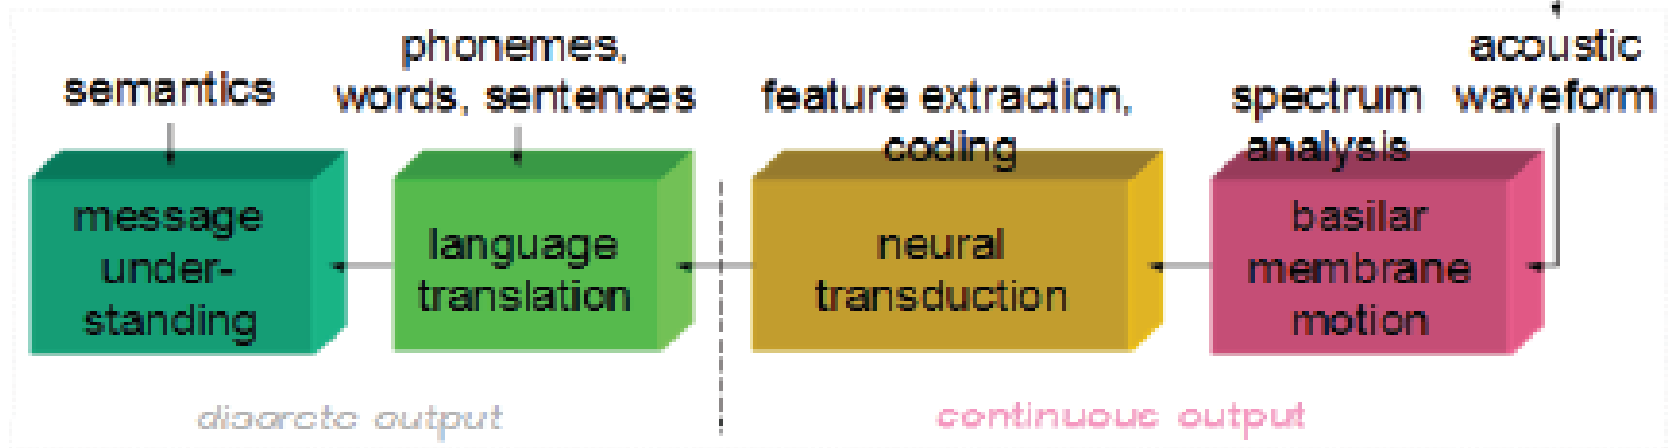 semantics
phonemes,
words, sentences
feature extraction,
coding
spectrum
analysis
acoustic
waveform
message
under-
standing
language
translation
neural
transduction
basilar
membrane
motion
discrete output
continuous output